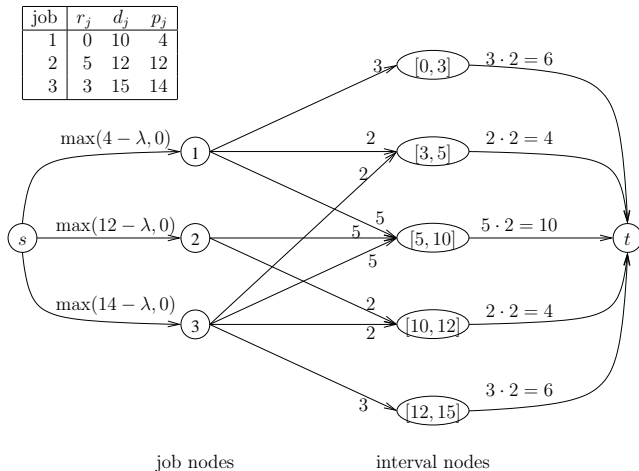 job r_j d_j p_j
1 0 10 4
2 5 12 12
3 3 15 14
max(4 − λ, 0)
max(12 − λ, 0)
max(14 − λ, 0)
s
1
2
3
3
2
5
5
2
2
5
2
3
[0, 3]
[3, 5]
[5, 10]
[10, 12]
[12, 15]
3 · 2 = 6
2 · 2 = 4
5 · 2 = 10
2 · 2 = 4
3 · 2 = 6
t
job nodes
interval nodes